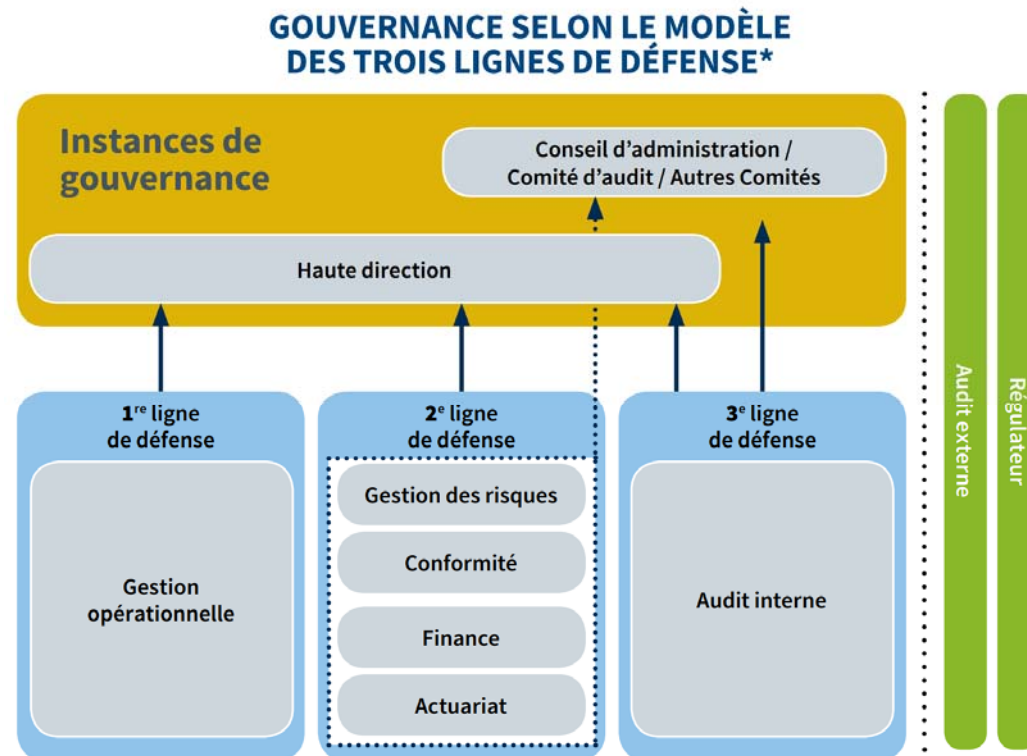 GOUVERNANCE SELON LE MODÈLE
DES TROIS LIGNES DE DÉFENSE*
Instances de
gouvernance
Conseil d'administration /
Comité d'audit / Autres Comités
Haute direction
1re ligne
de défense
Gestion
opérationnelle
2e ligne
de défense
Gestion des risques
Conformité
Finance
Actuariat
3e ligne
de défense
Audit interne
Audit externe
Régulateur